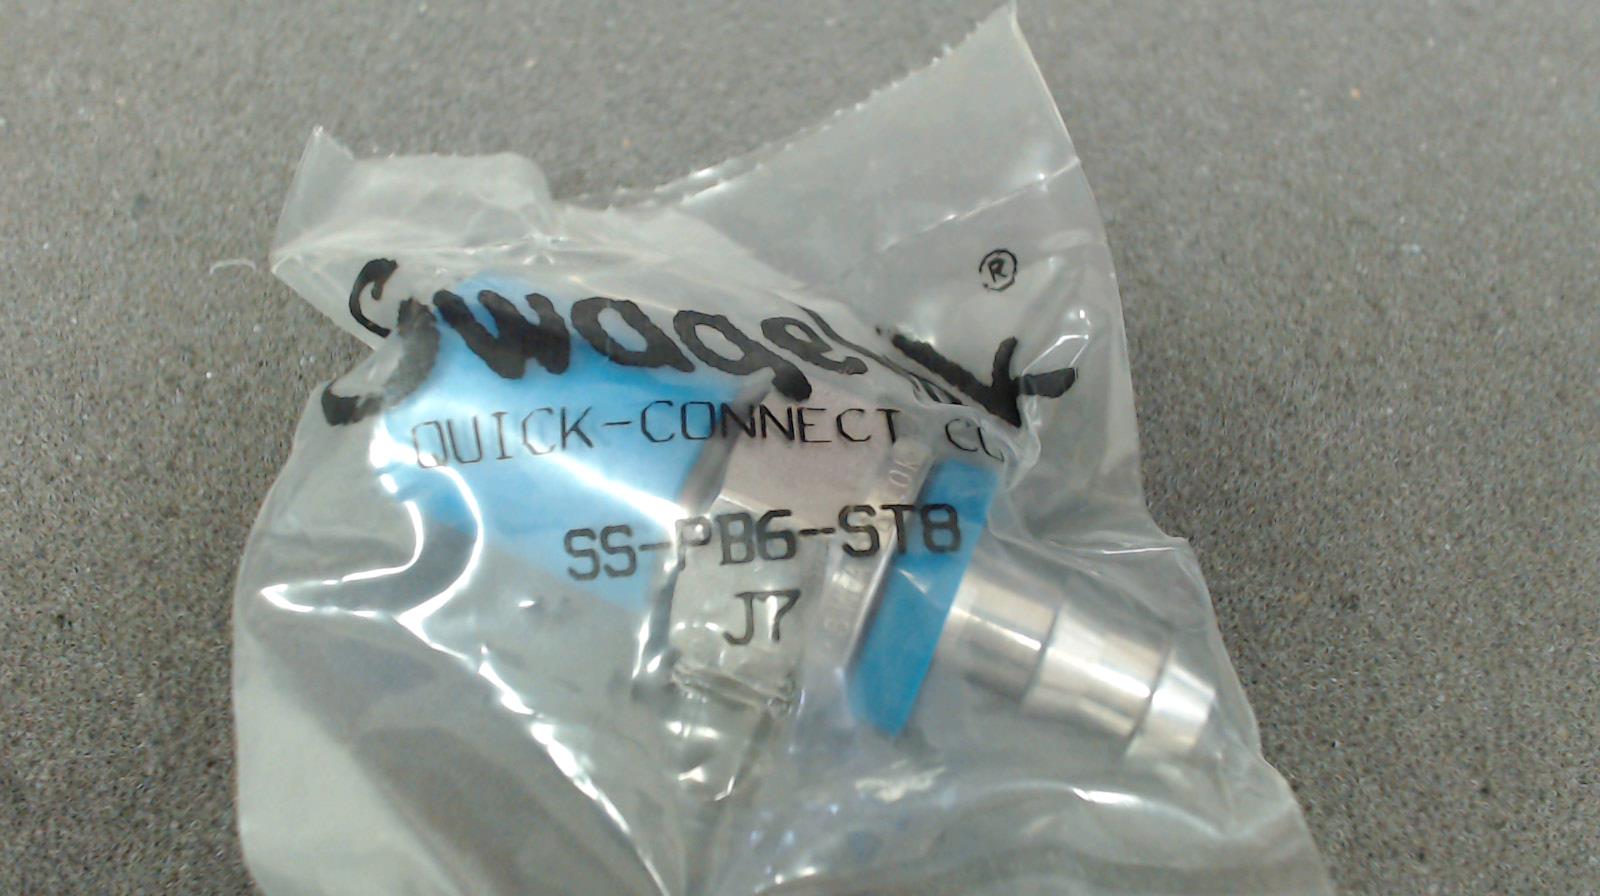 Swagelok®
QUICK-CONNECT
SS-PB6-ST8
J7